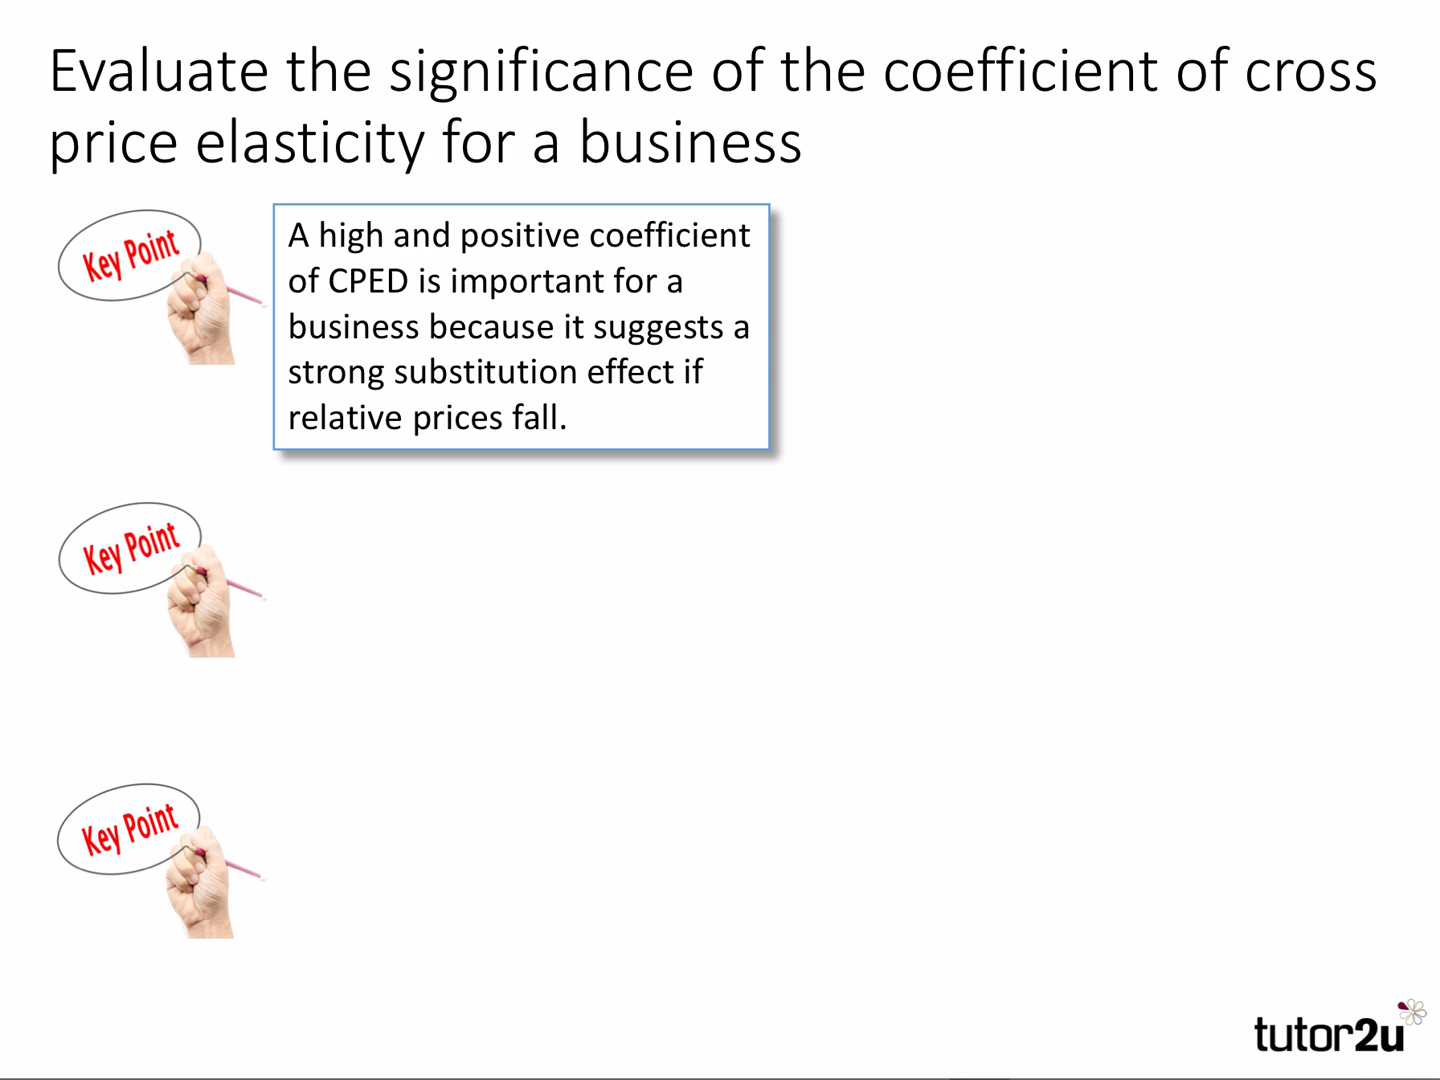 Evaluate the significance of the coefficient of cross
price elasticity for a business
Key Point
A high and positive coefficient
of CPED is important for a
business because it suggests a
strong substitution effect if
relative prices fall.
Key Point
Key Point
tutor2u